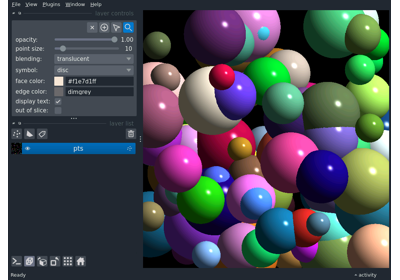 File View Plugins Window Help
layer controls
opacity: 1.00
point size: 10
blending: translucent
symbol: disc
face color: #f1e7d1ff
edge color: dimgrey
display text:
out of slice:
layer list
pts
Ready
activity